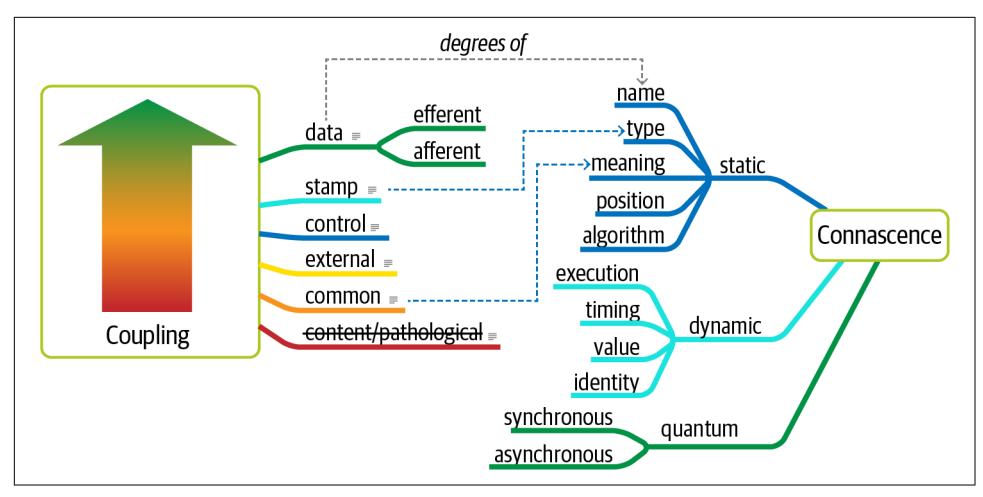 degrees of
efferent
data
afferent
stamp
control
external
common
content/pathological
Coupling
name
type
meaning
static
position
algorithm
Connascence
execution
timing
dynamic
value
identity
synchronous
quantum
asynchronous